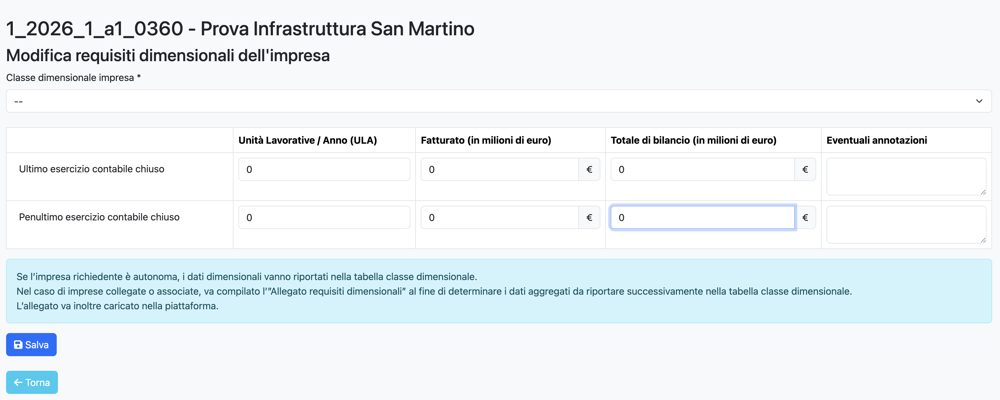 1_2026_1_a1_0360 - Prova Infrastruttura San Martino
Modifica requisiti dimensionali dell'impresa
Classe dimensionale impresa *
--
Unità Lavorative / Anno (ULA) Fatturato (in milioni di euro) Totale di bilancio (in milioni di euro) Eventuali annotazioni
Ultimo esercizio contabile chiuso 0 0 € 0 €
Penultimo esercizio contabile chiuso 0 0 € 0 €
Se l’impresa richiedente è autonoma, i dati dimensionali vanno riportati nella tabella classe dimensionale.
Nel caso di imprese collegate o associate, va compilato l’”Allegato requisiti dimensionali” al fine di determinare i dati aggregati da riportare successivamente nella tabella classe dimensionale.
L’allegato va inoltre caricato nella piattaforma.
Salva
Torna